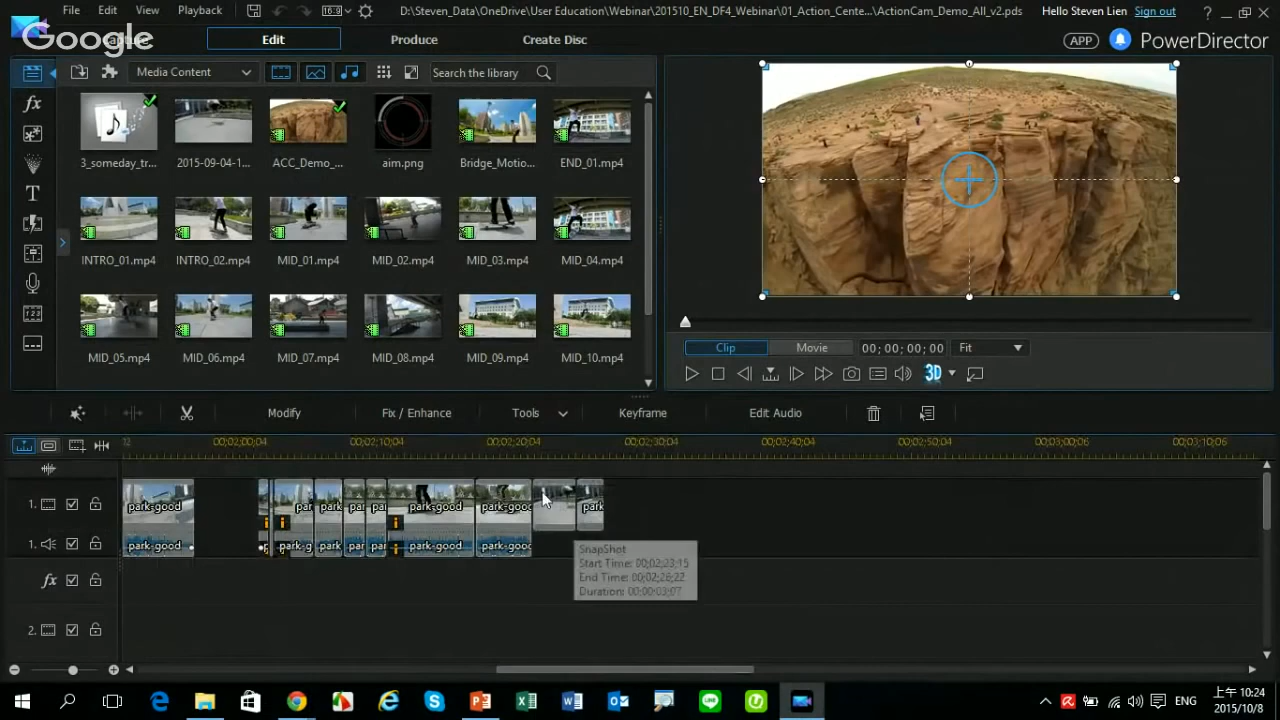 File Edit View Playback 16:9 D:\Steven_Data\OneDrive\User Education\Webinar\201510_EN_DF4_Webinar\01_Action_Cente...\ActionCam_Demo_All_v2.pds Hello Steven Lien Sign out ?
Google
Edit Produce Create Disc APP PowerDirector
Media Content Search the library
3_someday_tr... 2015-09-04-1... ACC_Demo_... aim.png Bridge_Motio... END_01.mp4
INTRO_01.mp4 INTRO_02.mp4 MID_01.mp4 MID_02.mp4 MID_03.mp4 MID_04.mp4
MID_05.mp4 MID_06.mp4 MID_07.mp4 MID_08.mp4 MID_09.mp4 MID_10.mp4
fx
T
123
Clip Movie 00; 00; 00; 00 Fit
3D
Modify Fix / Enhance Tools Keyframe Edit Audio
00;02;00;04 00;02;10;04 00;02;20;04 00;02;30;04 00;02;40;04 00;02;50;04 00;03;00;06 00;03;10;06
1. park-good park-g park park park-good park-good park
1. park-good park-g park par park-good park-good
SnapShot
Start Time: 00;02;23;15
End Time: 00;02;26;22
Duration: 00;00;03;07
fx
2.
ENG 上午 10:24
2015/10/8